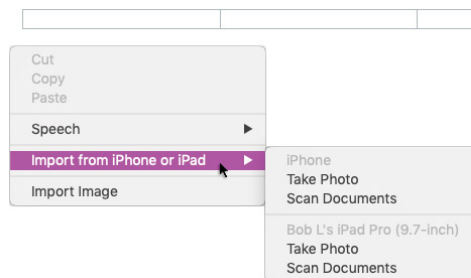 Cut
Copy
Paste
Speech
Import from iPhone or iPad
Import Image
iPhone
Take Photo
Scan Documents
Bob L's iPad Pro (9.7-inch)
Take Photo
Scan Documents